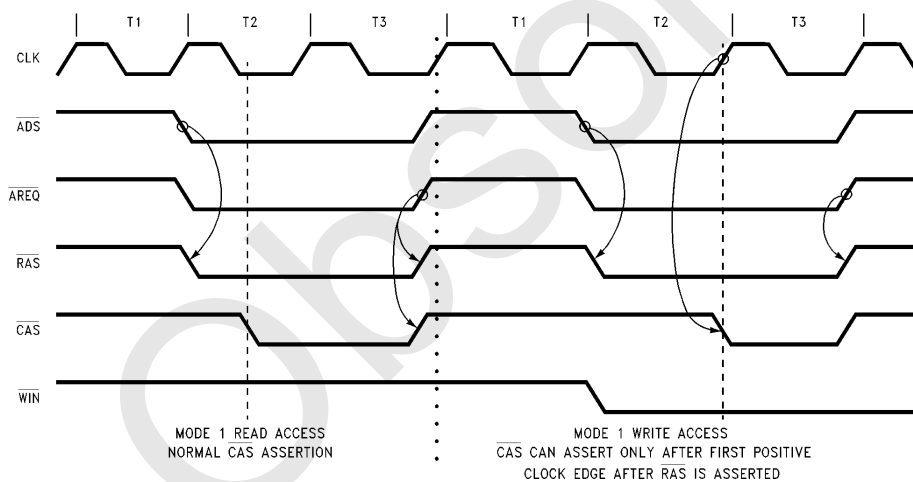 T1 T2 T3 T1 T2 T3
CLK
ADS
AREQ
RAS
CAS
WIN
MODE 1 READ ACCESS
NORMAL CAS ASSERTION
MODE 1 WRITE ACCESS
CAS CAN ASSERT ONLY AFTER FIRST POSITIVE
CLOCK EDGE AFTER RAS IS ASSERTED
Obsol